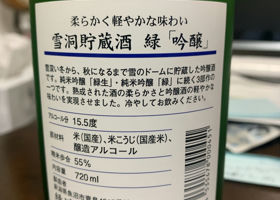 柔らかく軽やかな味わい
雪洞貯蔵酒 緑「吟醸」
雪深い冬から、秋になるまで雪のドームに貯蔵した吟醸酒
です。純米吟醸「緑生」・純米吟醸「緑」に続く3部作の
一つです。熟成された酒の柔らかさと吟醸酒の軽やかな
味わいを実現させました。冷やしてお飲みください。
アルコール分 15.5度
原材料 米(国産)、米こうじ(国産米)、
醸造アルコール
精米歩合 55%
内容量 720ml